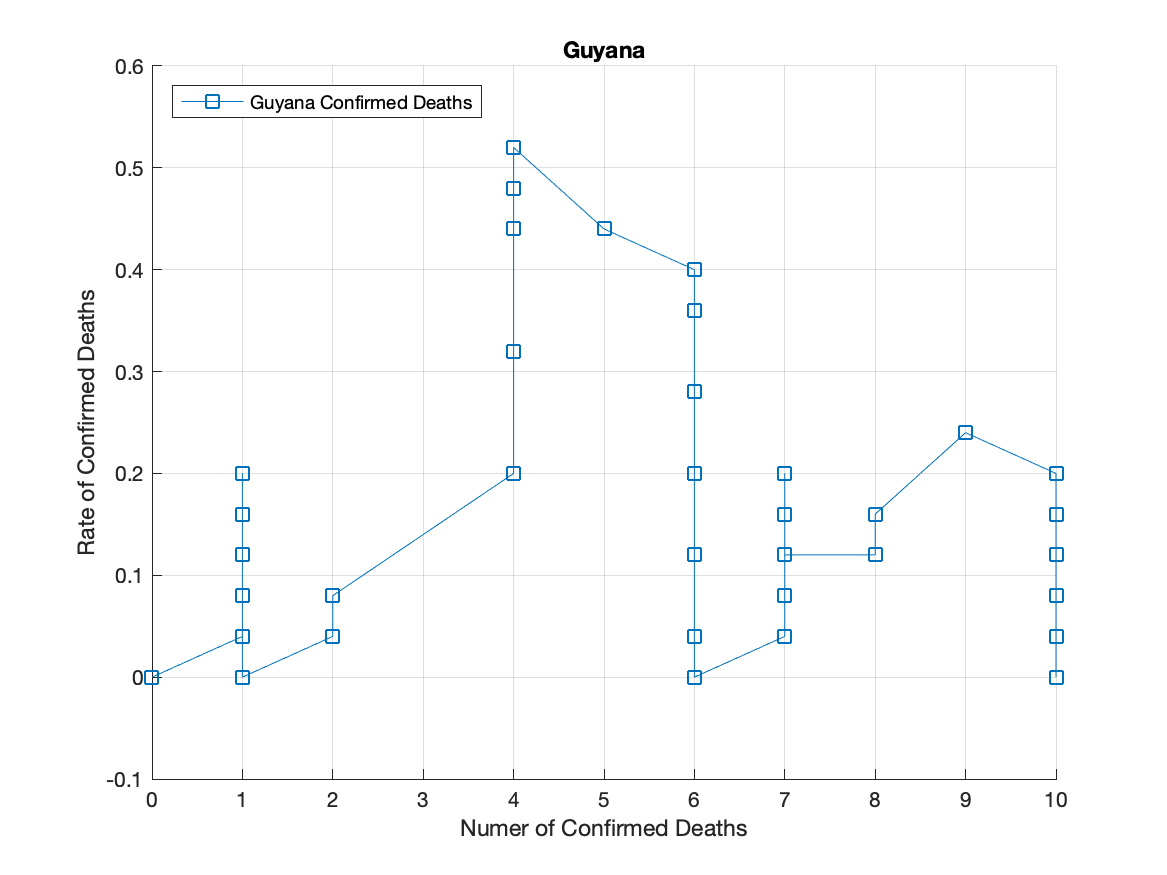 Guyana
Guyana Confirmed Deaths
0.6
0.5
0.4
0.3
0.2
0.1
0
-0.1
Rate of Confirmed Deaths
0 1 2 3 4 5 6 7 8 9 10
Numer of Confirmed Deaths